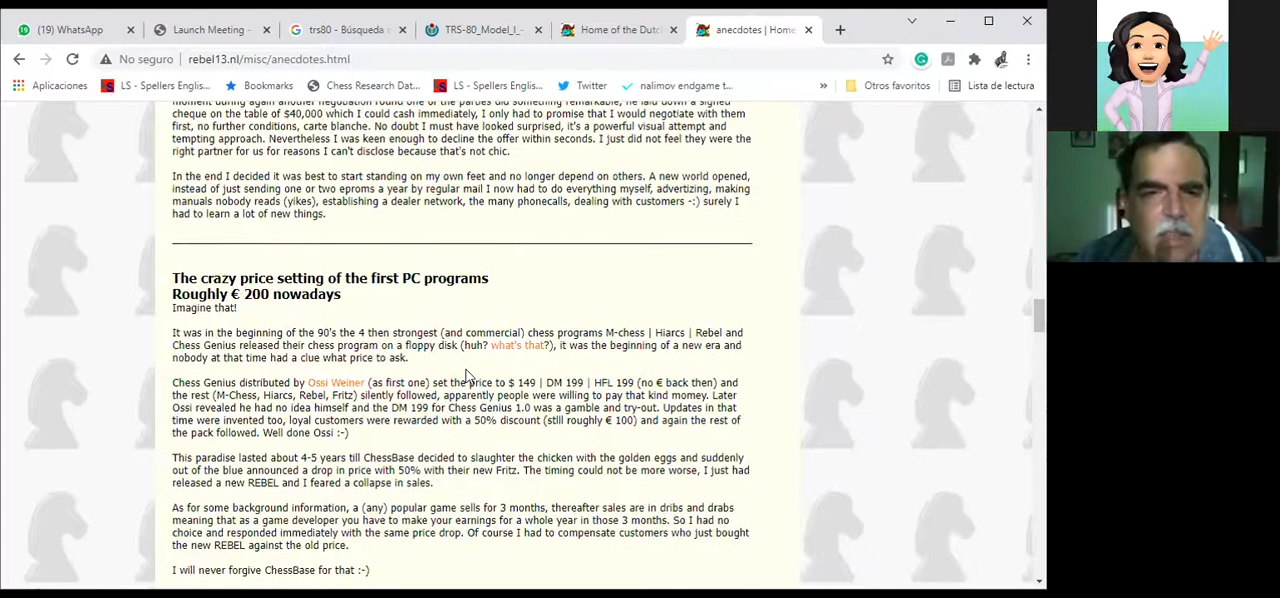 (19) WhatsApp
Launch Meeting -
trs80 - Búsqueda
TRS-80_Model_I_-
Home of the Dutc
anecdotes | Home
No seguro
rebel13.nl/misc/anecdotes.html
Aplicaciones
LS - Spellers Englis...
Bookmarks
Chess Research Dat...
LS - Spellers Englis...
Twitter
nalimov endgame t...
»
Otros favoritos
Lista de lectura
moment during again another negotiation round one of the parties did something remarkable, he laid down a signed
cheque on the table of $40,000 which I could cash immediately, I only had to promise that I would negotiate with them
first, no further conditions, carte blanche. No doubt I must have looked surprised, it's a powerful visual attempt and
tempting approach. Nevertheless I was keen enough to decline the offer within seconds. I just did not feel they were the
right partner for us for reasons I can't disclose because that's not chic.
In the end I decided it was best to start standing on my own feet and no longer depend on others. A new world opened,
instead of just sending one or two eproms a year by regular mail I now had to do everything myself, advertizing, making
manuals nobody reads (yikes), establishing a dealer network, the many phonecalls, dealing with customers -:) surely I
had to learn a lot of new things.
The crazy price setting of the first PC programs
Roughly € 200 nowadays
Imagine that!
It was in the beginning of the 90's the 4 then strongest (and commercial) chess programs M-chess | Hiarcs | Rebel and
Chess Genius released their chess program on a floppy disk (huh? what's that?), it was the beginning of a new era and
nobody at that time had a clue what price to ask.
Chess Genius distributed by Ossi Weiner (as first one) set the price to $ 149 | DM 199 | HFL 199 (no € back then) and
the rest (M-Chess, Hiarcs, Rebel, Fritz) silently followed, apparently people were willing to pay that kind momey. Later
Ossi revealed he had no idea himself and the DM 199 for Chess Genius 1.0 was a gamble and try-out. Updates in that
time were invented too, loyal customers were rewarded with a 50% discount (still roughly € 100) and again the rest of
the pack followed. Well done Ossi :-)
This paradise lasted about 4-5 years till ChessBase decided to slaughter the chicken with the golden eggs and suddenly
out of the blue announced a drop in price with 50% with their new Fritz. The timing could not be more worse, I just had
released a new REBEL and I feared a collapse in sales.
As for some background information, a (any) popular game sells for 3 months, thereafter sales are in dribs and drabs
meaning that as a game developer you have to make your earnings for a whole year in those 3 months. So I had no
choice and responded immediately with the same price drop. Of course I had to compensate customers who just bought
the new REBEL against the old price.
I will never forgive ChessBase for that :-)